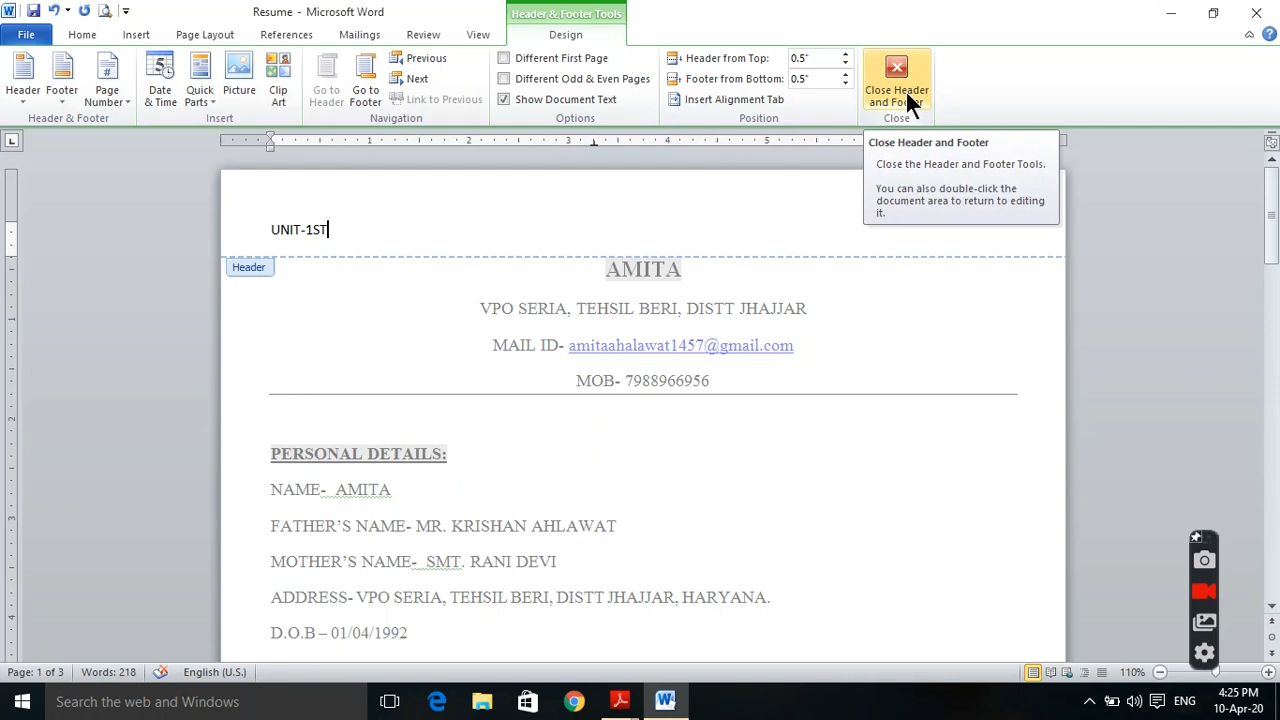 Resume - Microsoft Word
Header & Footer Tools
File Home Insert Page Layout References Mailings Review View Design
Header
Footer
Page Number
Header & Footer
Date & Time
Quick Parts
Picture
Clip Art
Insert
Go to Header
Go to Footer
Previous
Next
Link to Previous
Navigation
Different First Page
Different Odd & Even Pages
Show Document Text
Options
Header from Top: 0.5"
Footer from Bottom: 0.5"
Insert Alignment Tab
Position
Close Header and Footer
Close
Close Header and Footer
Close the Header and Footer Tools.
You can also double-click the
document area to return to editing
it.
UNIT-1ST
Header
AMITA
VPO SERIA, TEHSIL BERI, DISTT JHAJJAR
MAIL ID- amitaahalawat1457@gmail.com
MOB- 7988966956
PERSONAL DETAILS:
NAME- AMITA
FATHER'S NAME- MR. KRISHAN AHLAWAT
MOTHER'S NAME- SMT. RANI DEVI
ADDRESS- VPO SERIA, TEHSIL BERI, DISTT JHAJJAR, HARYANA.
D.O.B – 01/04/1992
Page: 1 of 3 Words: 218 English (U.S.) 110%
Search the web and Windows
ENG
4:25 PM
10-Apr-20